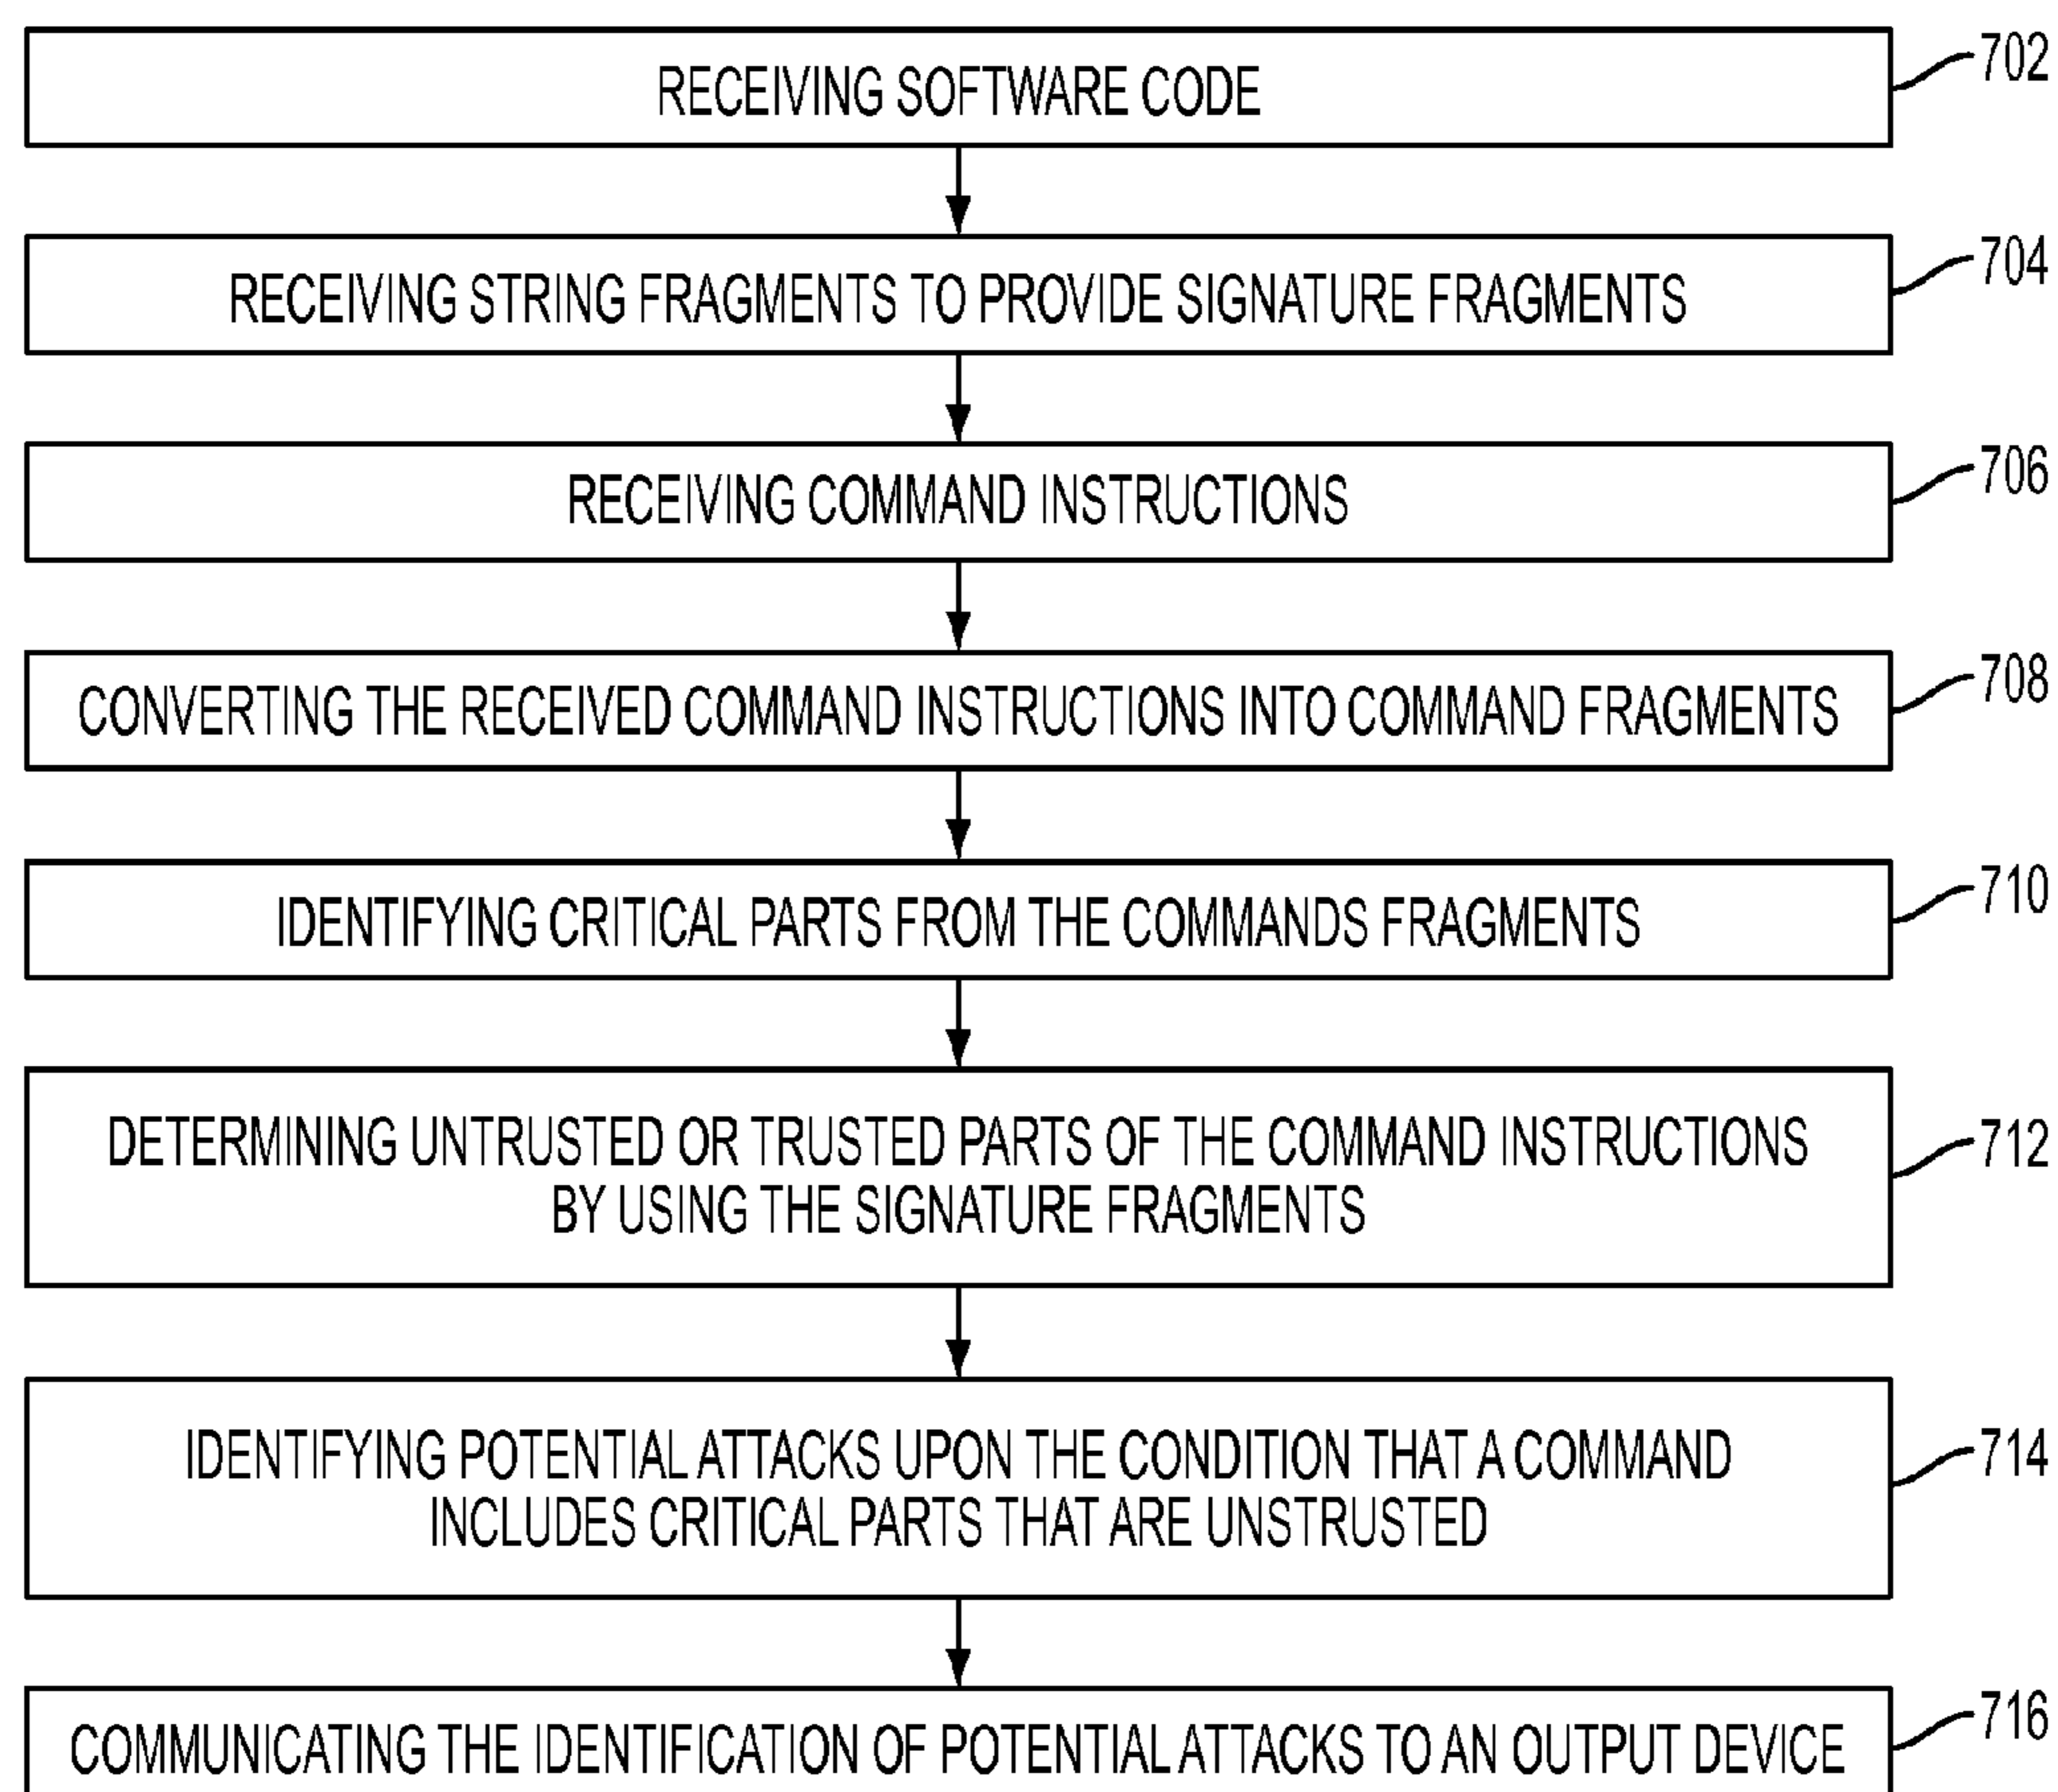 RECEIVING SOFTWARE CODE
702
RECEIVING STRING FRAGMENTS TO PROVIDE SIGNATURE FRAGMENTS
704
RECEIVING COMMAND INSTRUCTIONS
706
CONVERTING THE RECEIVED COMMAND INSTRUCTIONS INTO COMMAND FRAGMENTS
708
IDENTIFYING CRITICAL PARTS FROM THE COMMANDS FRAGMENTS
710
DETERMINING UNTRUSTED OR TRUSTED PARTS OF THE COMMAND INSTRUCTIONS
BY USING THE SIGNATURE FRAGMENTS
712
IDENTIFYING POTENTIAL ATTACKS UPON THE CONDITION THAT A COMMAND
INCLUDES CRITICAL PARTS THAT ARE UNSTRUSTED
714
COMMUNICATING THE IDENTIFICATION OF POTENTIAL ATTACKS TO AN OUTPUT DEVICE
716